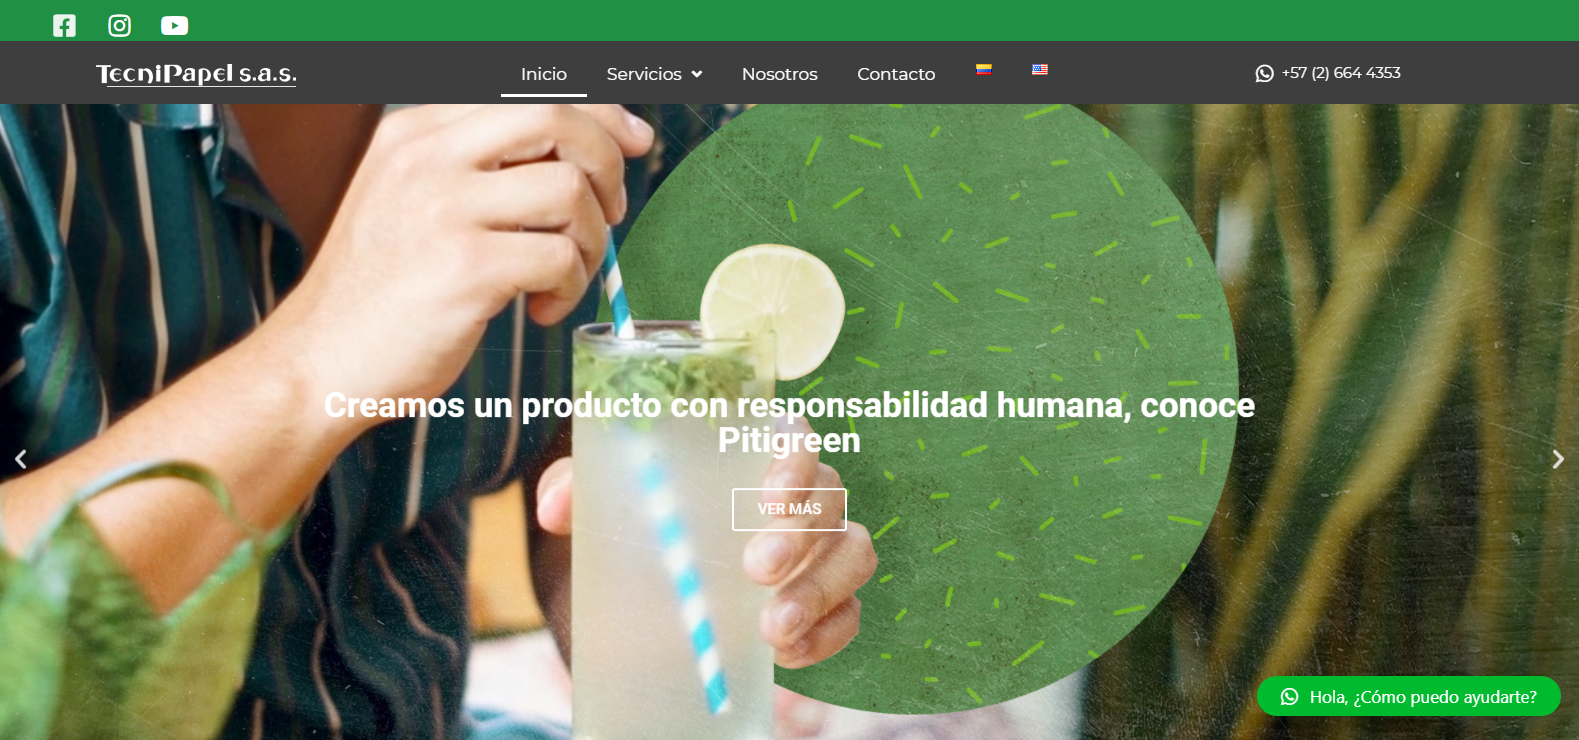 TecniPapel s.a.s.
Inicio
Servicios
Nosotros
Contacto
+57 (2) 664 4353
Creamos un producto con responsabilidad humana, conoce
Pitigreen
VER MÁS
Hola, ¿Cómo puedo ayudarte?